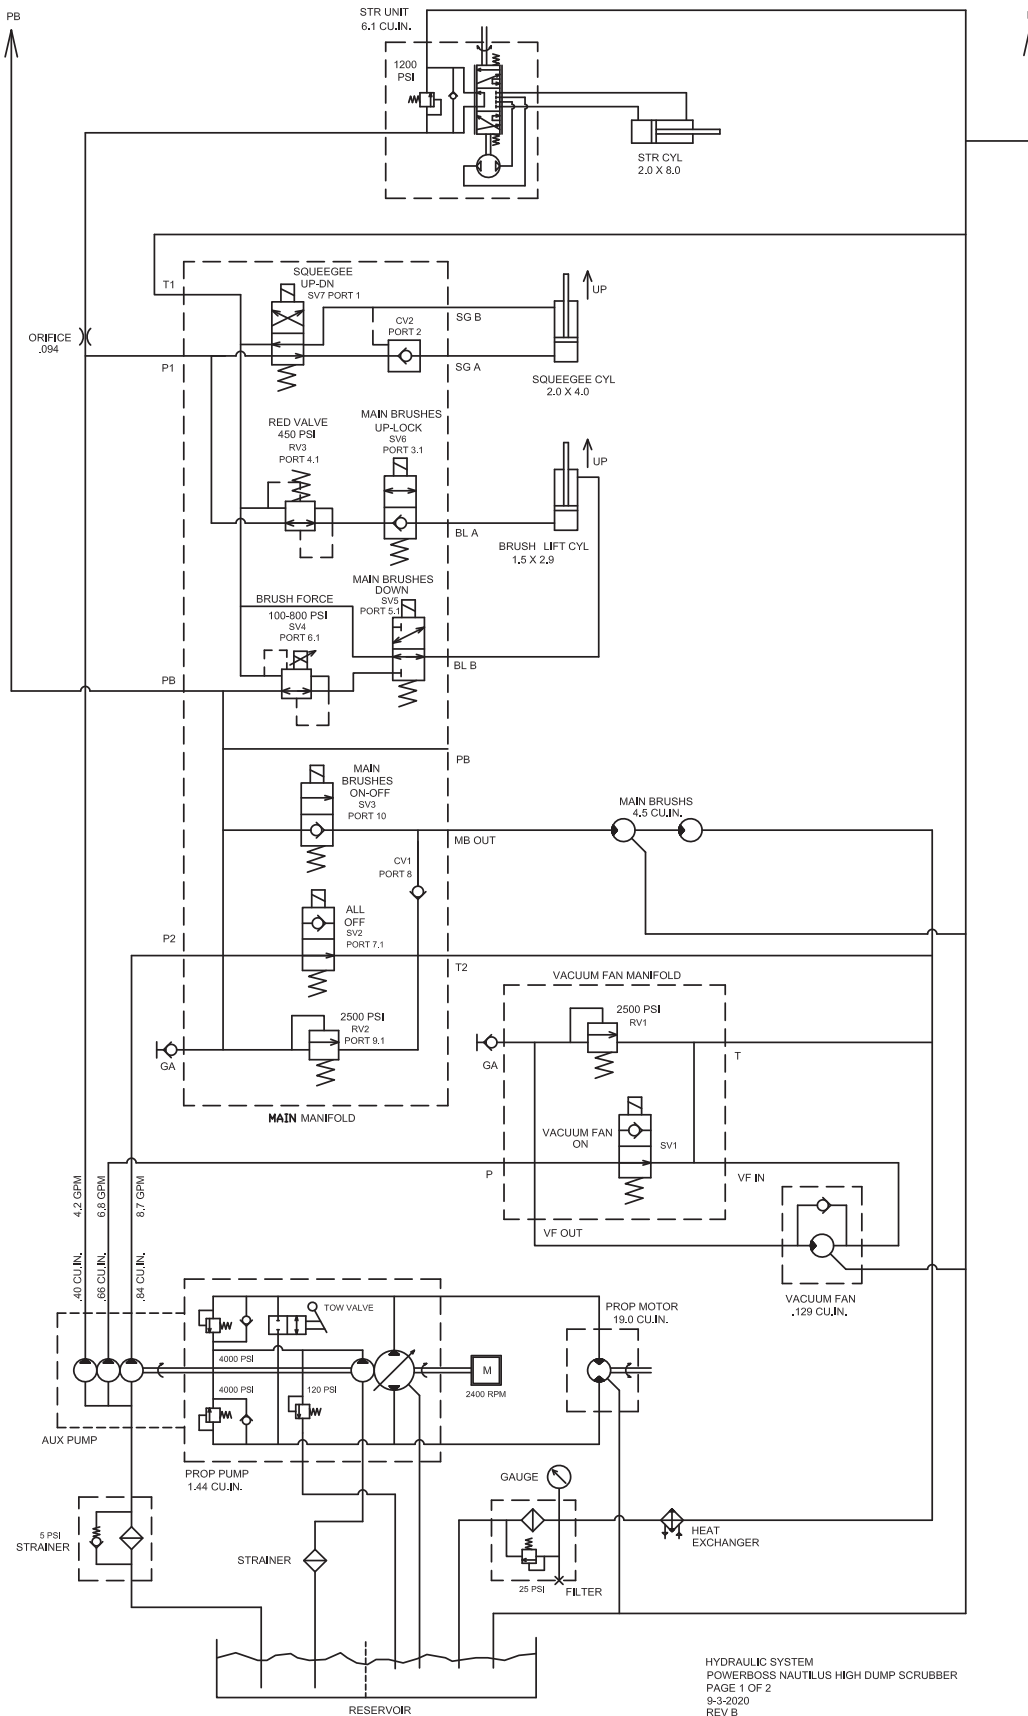 PB
STR UNIT
6.1 CU.IN.
1200
PSI
STR CYL
2.0 X 8.0
T1
SQUEEGEE
UP-DN
SV7 PORT 1
UP
CV2
PORT 2
SG B
ORIFICE
.094
P1
SG A
SQUEEGEE CYL
2.0 X 4.0
RED VALVE
450 PSI
RV3
PORT 4.1
MAIN BRUSHES
UP-LOCK
SV6
PORT 3.1
UP
BL A
BRUSH LIFT CYL
1.5 X 2.9
MAIN BRUSHES
DOWN
SV5
PORT 5.1
BRUSH FORCE
100-800 PSI
SV4
PORT 6.1
BL B
PB
PB
MAIN
BRUSHES
ON-OFF
SV3
PORT 10
MAIN BRUSHS
4.5 CU.IN.
MB OUT
CV1
PORT 8
ALL
OFF
SV2
PORT 7.1
P2
T2
VACUUM FAN MANIFOLD
2500 PSI
RV2
PORT 9.1
2500 PSI
RV1
GA
GA
T
MAIN MANIFOLD
VACUUM FAN
ON
SV1
P
VF IN
4.2 GPM
6.8 GPM
8.7 GPM
VF OUT
.40 CU.IN.
.66 CU.IN.
.84 CU.IN.
VACUUM FAN
.129 CU.IN.
TOW VALVE
PROP MOTOR
19.0 CU.IN.
4000 PSI
4000 PSI
120 PSI
M
2400 RPM
AUX PUMP
PROP PUMP
1.44 CU.IN.
GAUGE
5 PSI
STRAINER
STRAINER
HEAT
EXCHANGER
25 PSI
FILTER
RESERVOIR
HYDRAULIC SYSTEM
POWERBOSS NAUTILUS HIGH DUMP SCRUBBER
PAGE 1 OF 2
9-3-2020
REV B